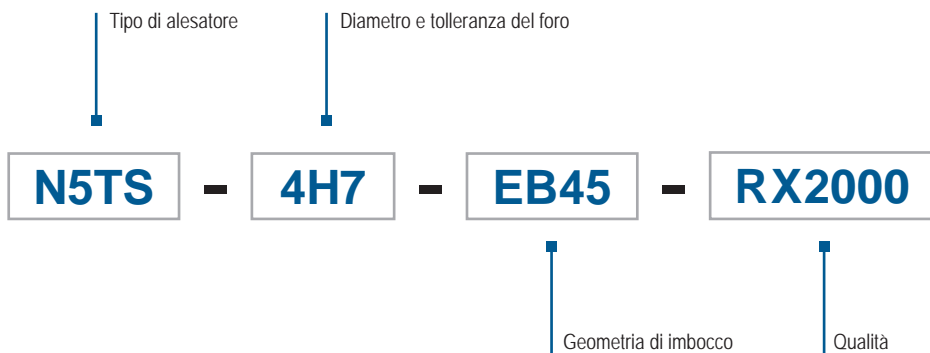 Tipo di alesatore
Diametro e tolleranza del foro
N5TS - 4H7 - EB45 - RX2000
Geometria di imbocco
Qualità